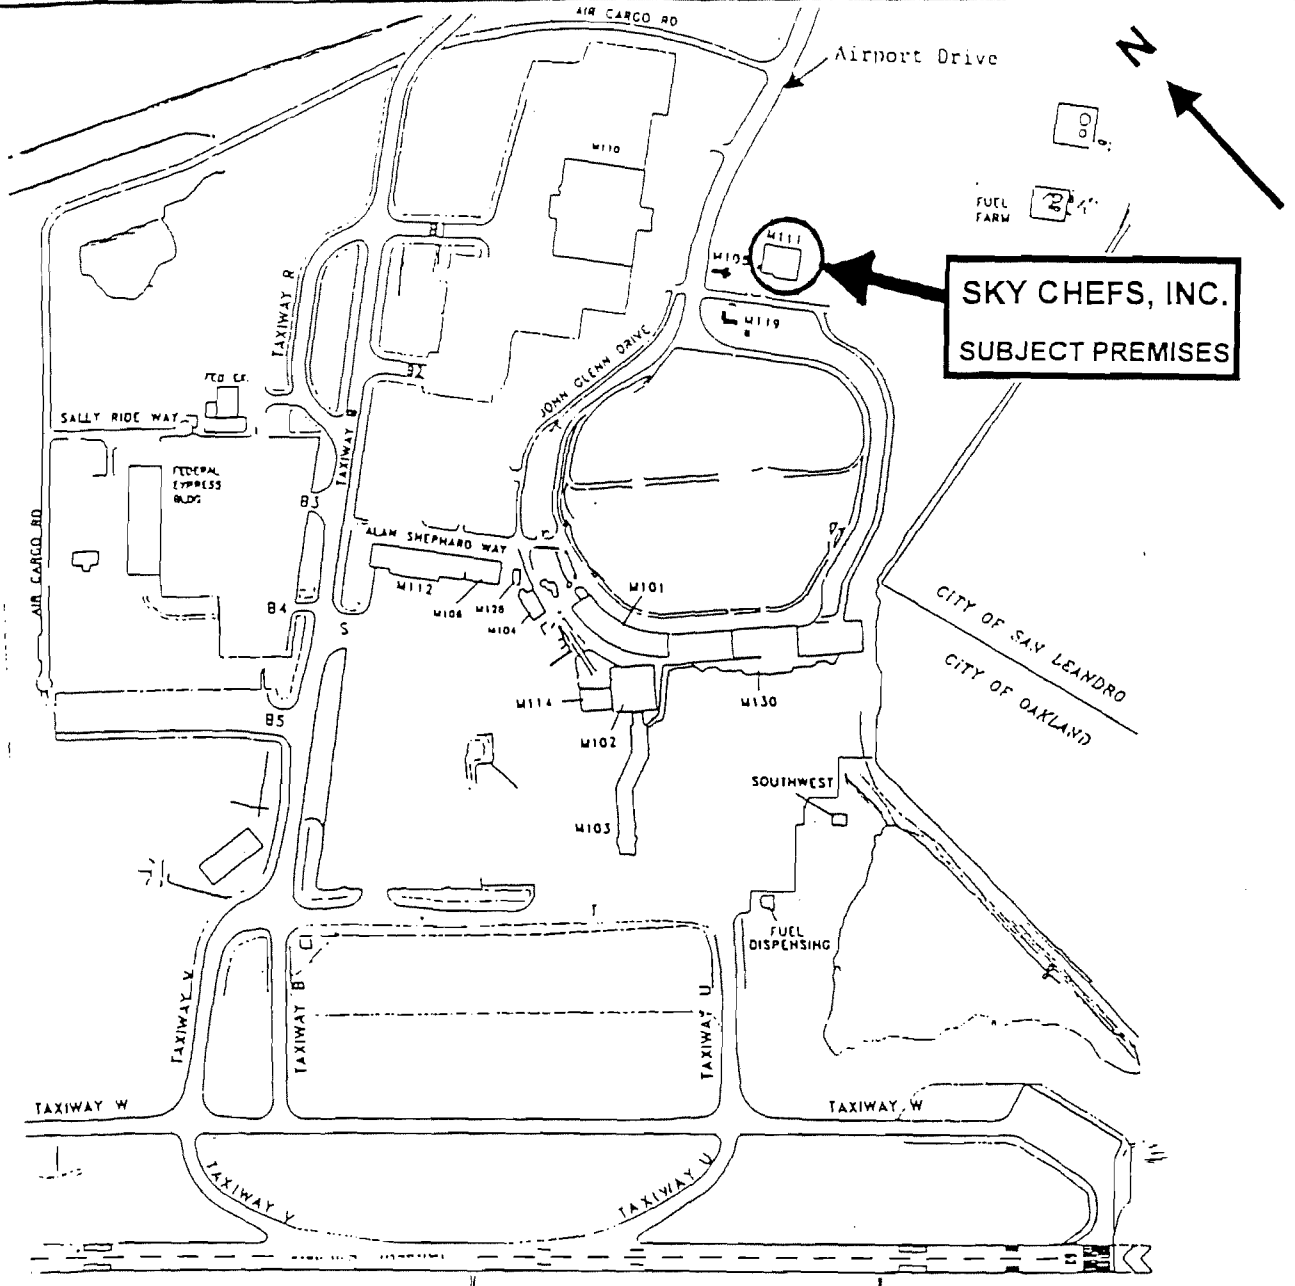 AIR CARGO RD
Airport Drive
N
M110
FUEL
FARM
M111
M105
SKY CHEFS, INC.
SUBJECT PREMISES
TAXIWAY R
M119
JOHN GLENN DRIVE
B2
FED EX.
SALLY RIDE WAY
TAXIWAY B
FEDERAL
EXPRESS
BLDG
B3
AIR CARGO RD
ALAN SHEPHARD WAY
M112
M106
M128
M104
M101
B4
S
CITY OF SAN LEANDRO
CITY OF OAKLAND
M114
M130
B5
M102
SOUTHWEST
M103
T
FUEL
DISPENSING
TAXIWAY V
TAXIWAY B
TAXIWAY U
TAXIWAY W
TAXIWAY W
TAXIWAY V
TAXIWAY U